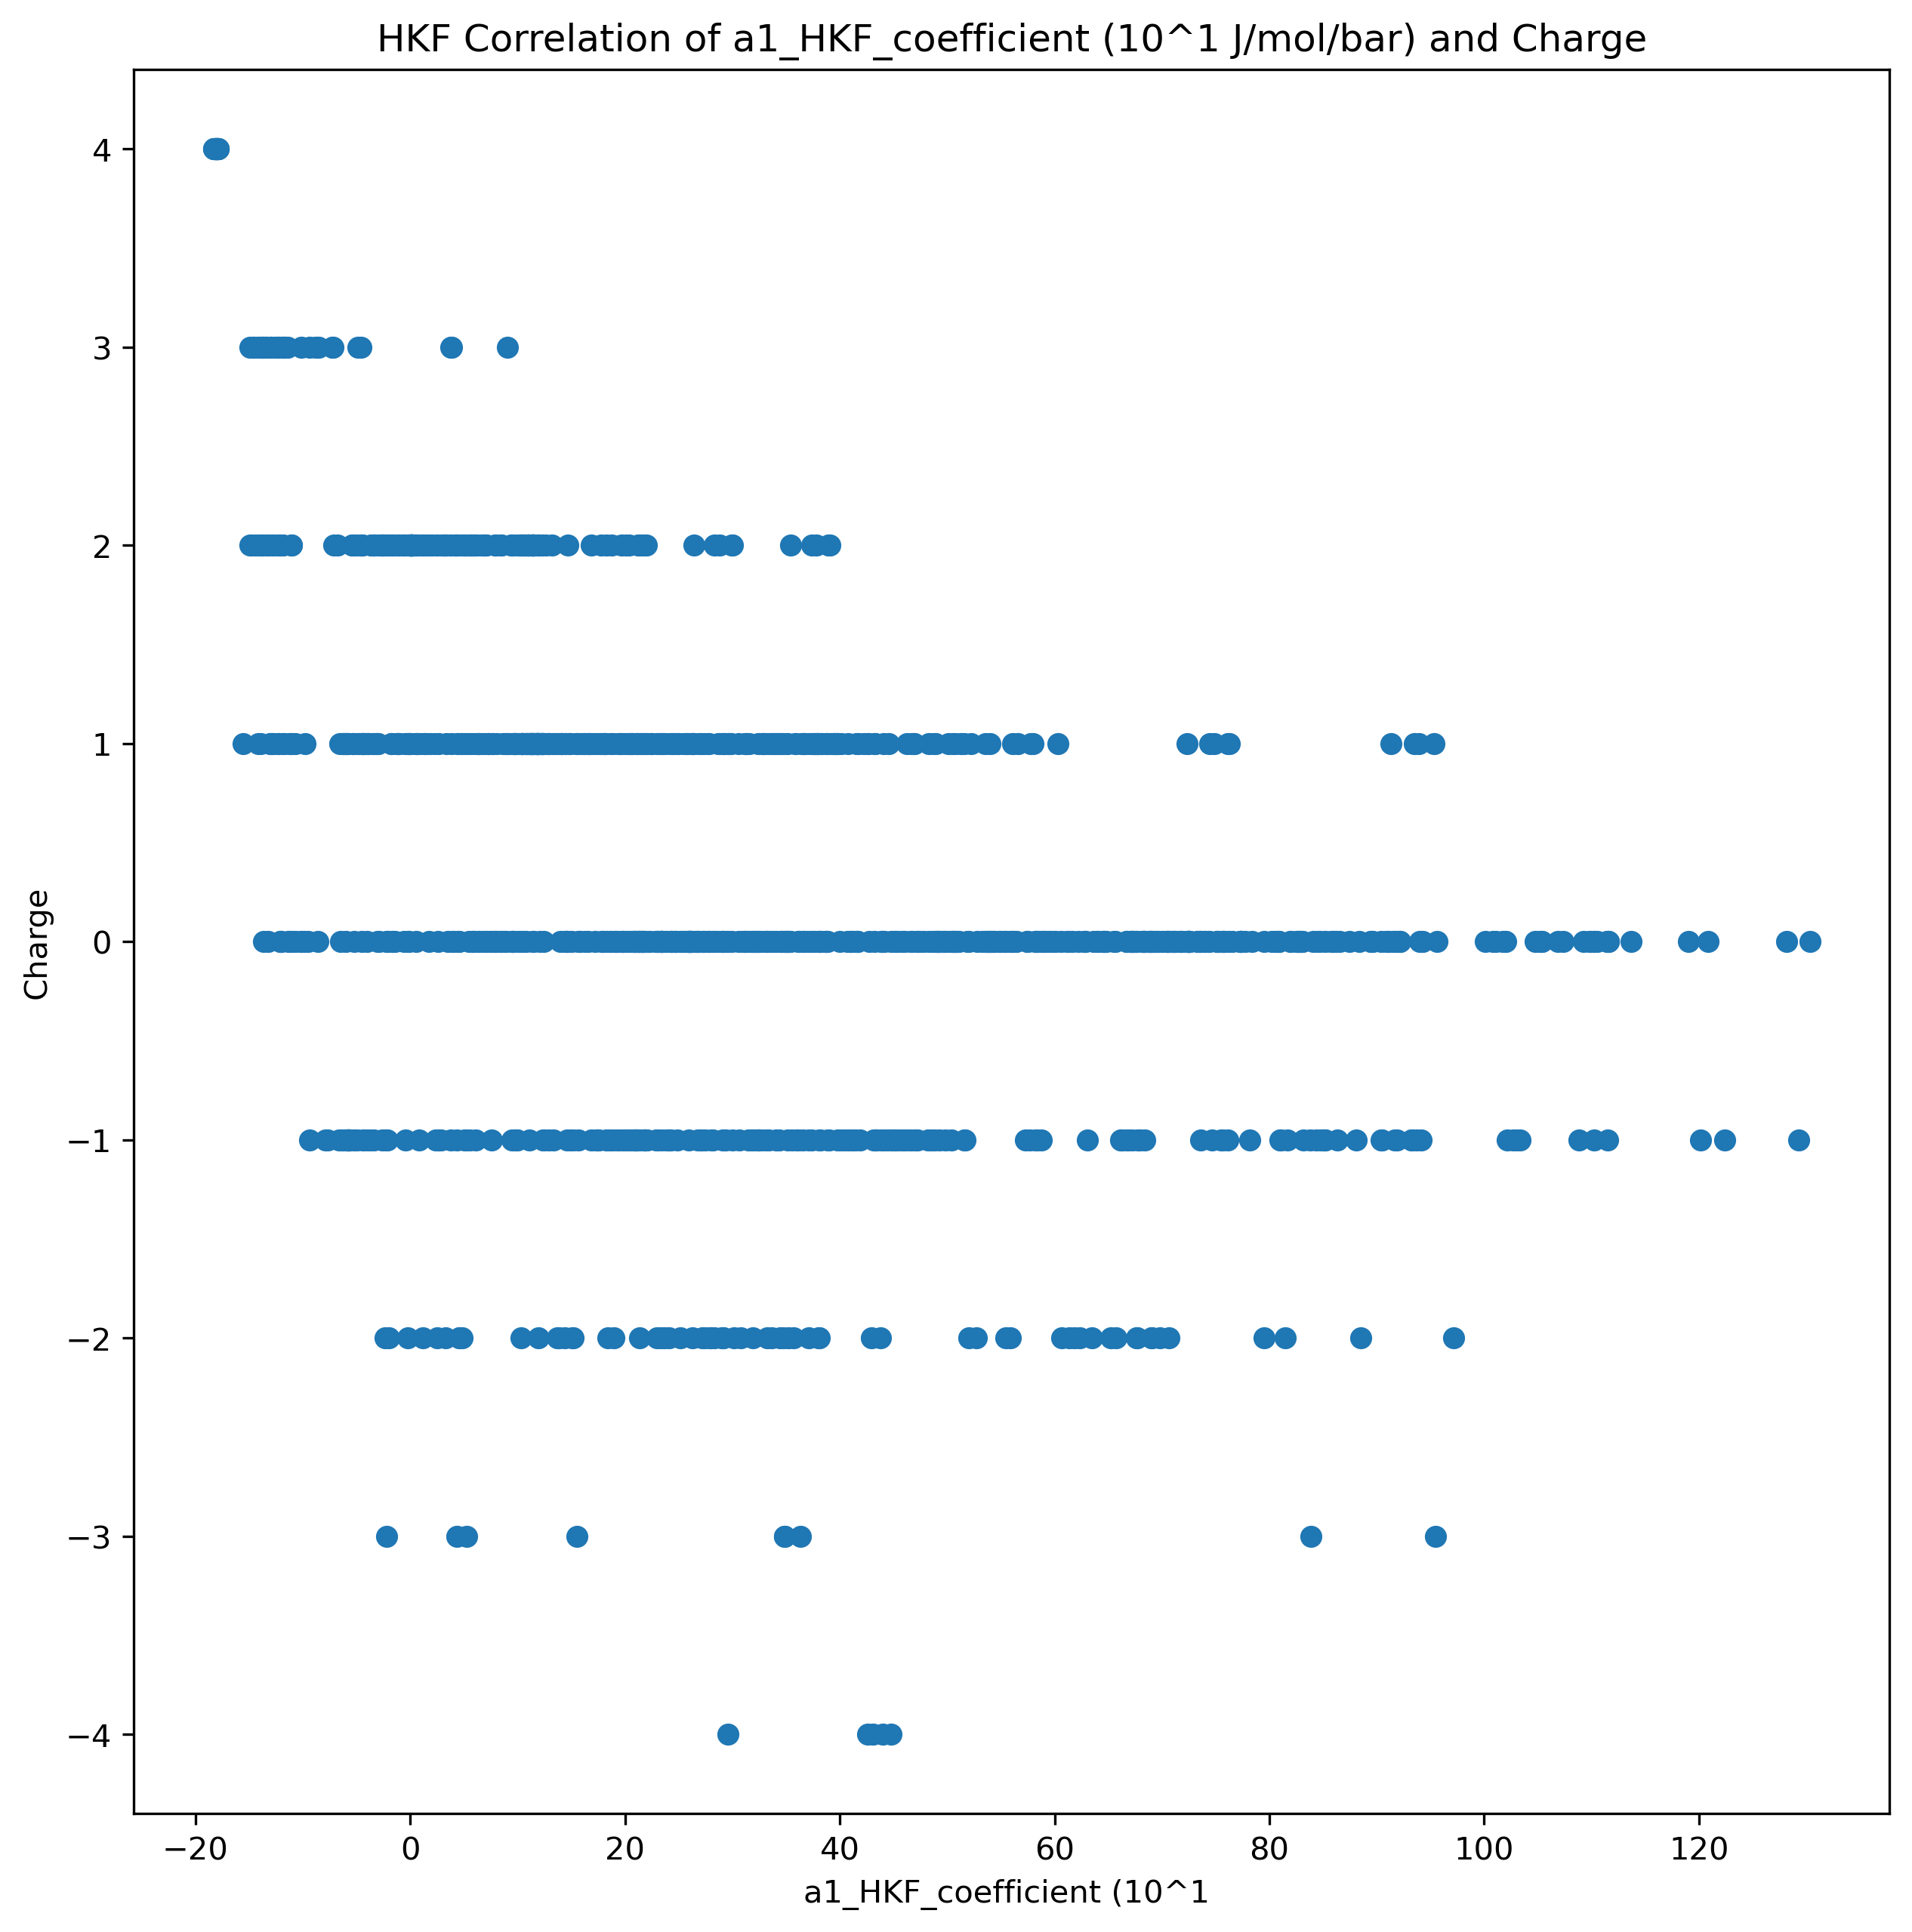 HKF Correlation of a1_HKF_coefficient (10^1 J/mol/bar) and Charge
4
3
2
1
0
−1
−2
−3
−4
Charge
−20 0 20 40 60 80 100 120
a1_HKF_coefficient (10^1